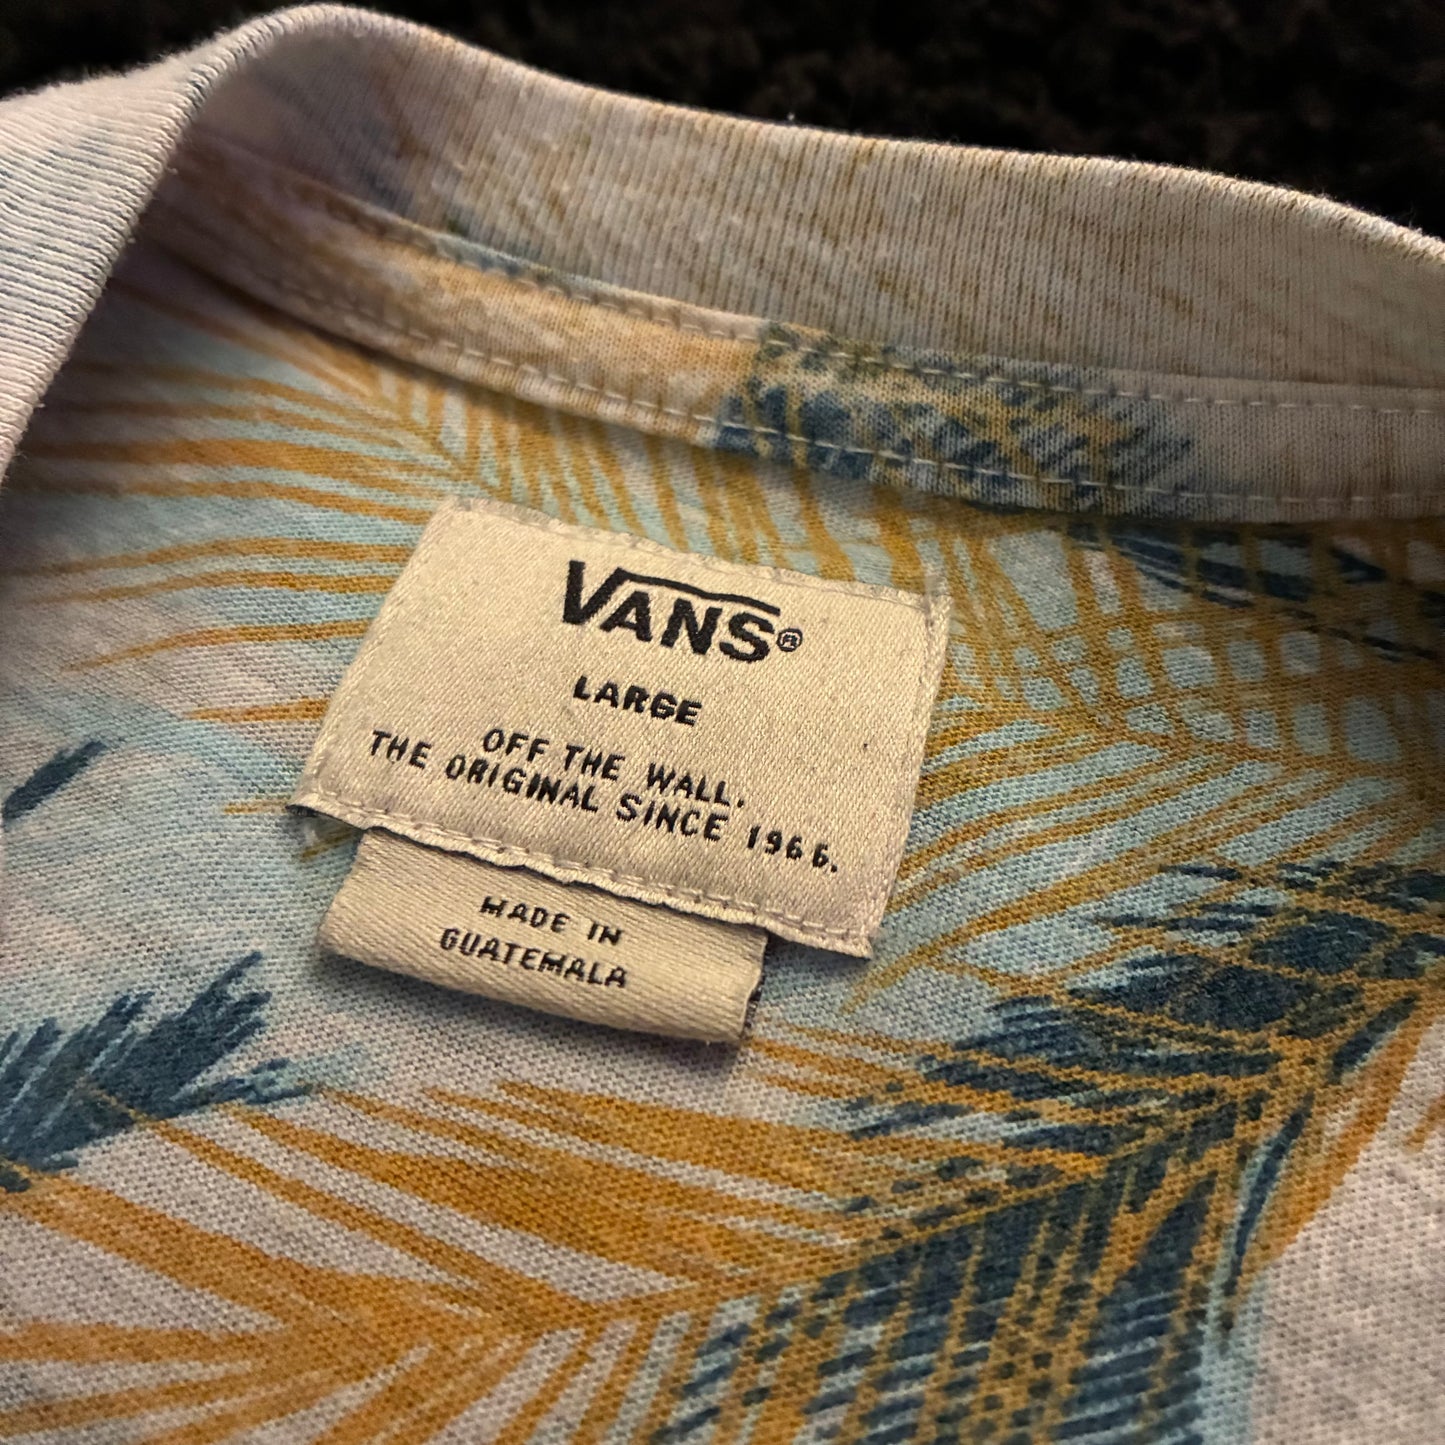 VANS®
LARGE
OFF THE WALL.
THE ORIGINAL SINCE 1966.
MADE IN
GUATEMALA